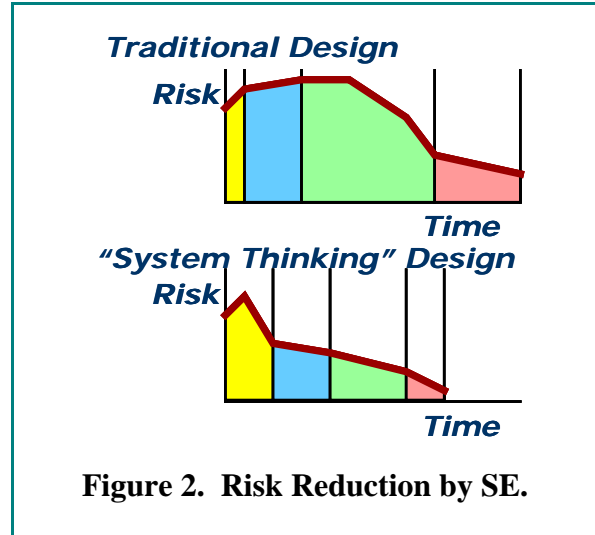 Traditional Design
Risk
Time
“System Thinking” Design
Risk
Time
Figure 2. Risk Reduction by SE.